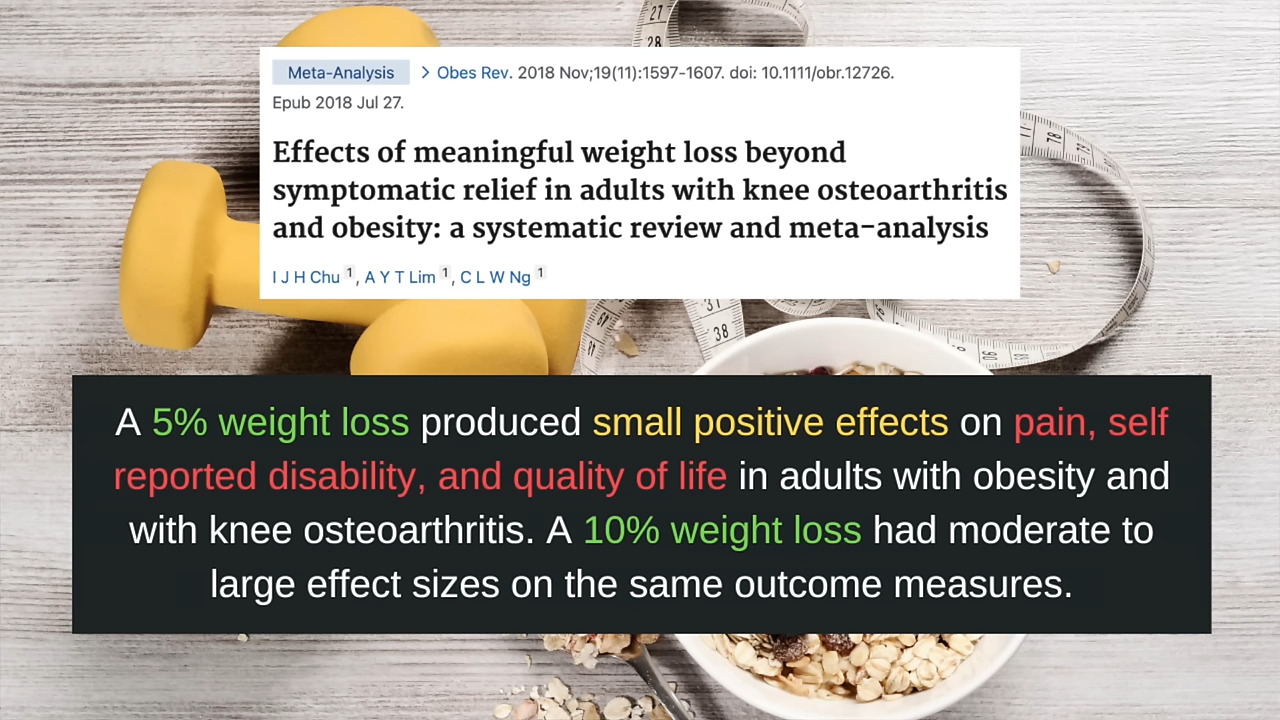 27
28
Meta-Analysis > Obes Rev. 2018 Nov;19(11):1597-1607. doi: 10.1111/obr.12726.
Epub 2018 Jul 27.
Effects of meaningful weight loss beyond
symptomatic relief in adults with knee osteoarthritis
and obesity: a systematic review and meta-analysis
I J H Chu 1, A Y T Lim 1, C L W Ng 1
37
38
A 5% weight loss produced small positive effects on pain, self
reported disability, and quality of life in adults with obesity and
with knee osteoarthritis. A 10% weight loss had moderate to
large effect sizes on the same outcome measures.